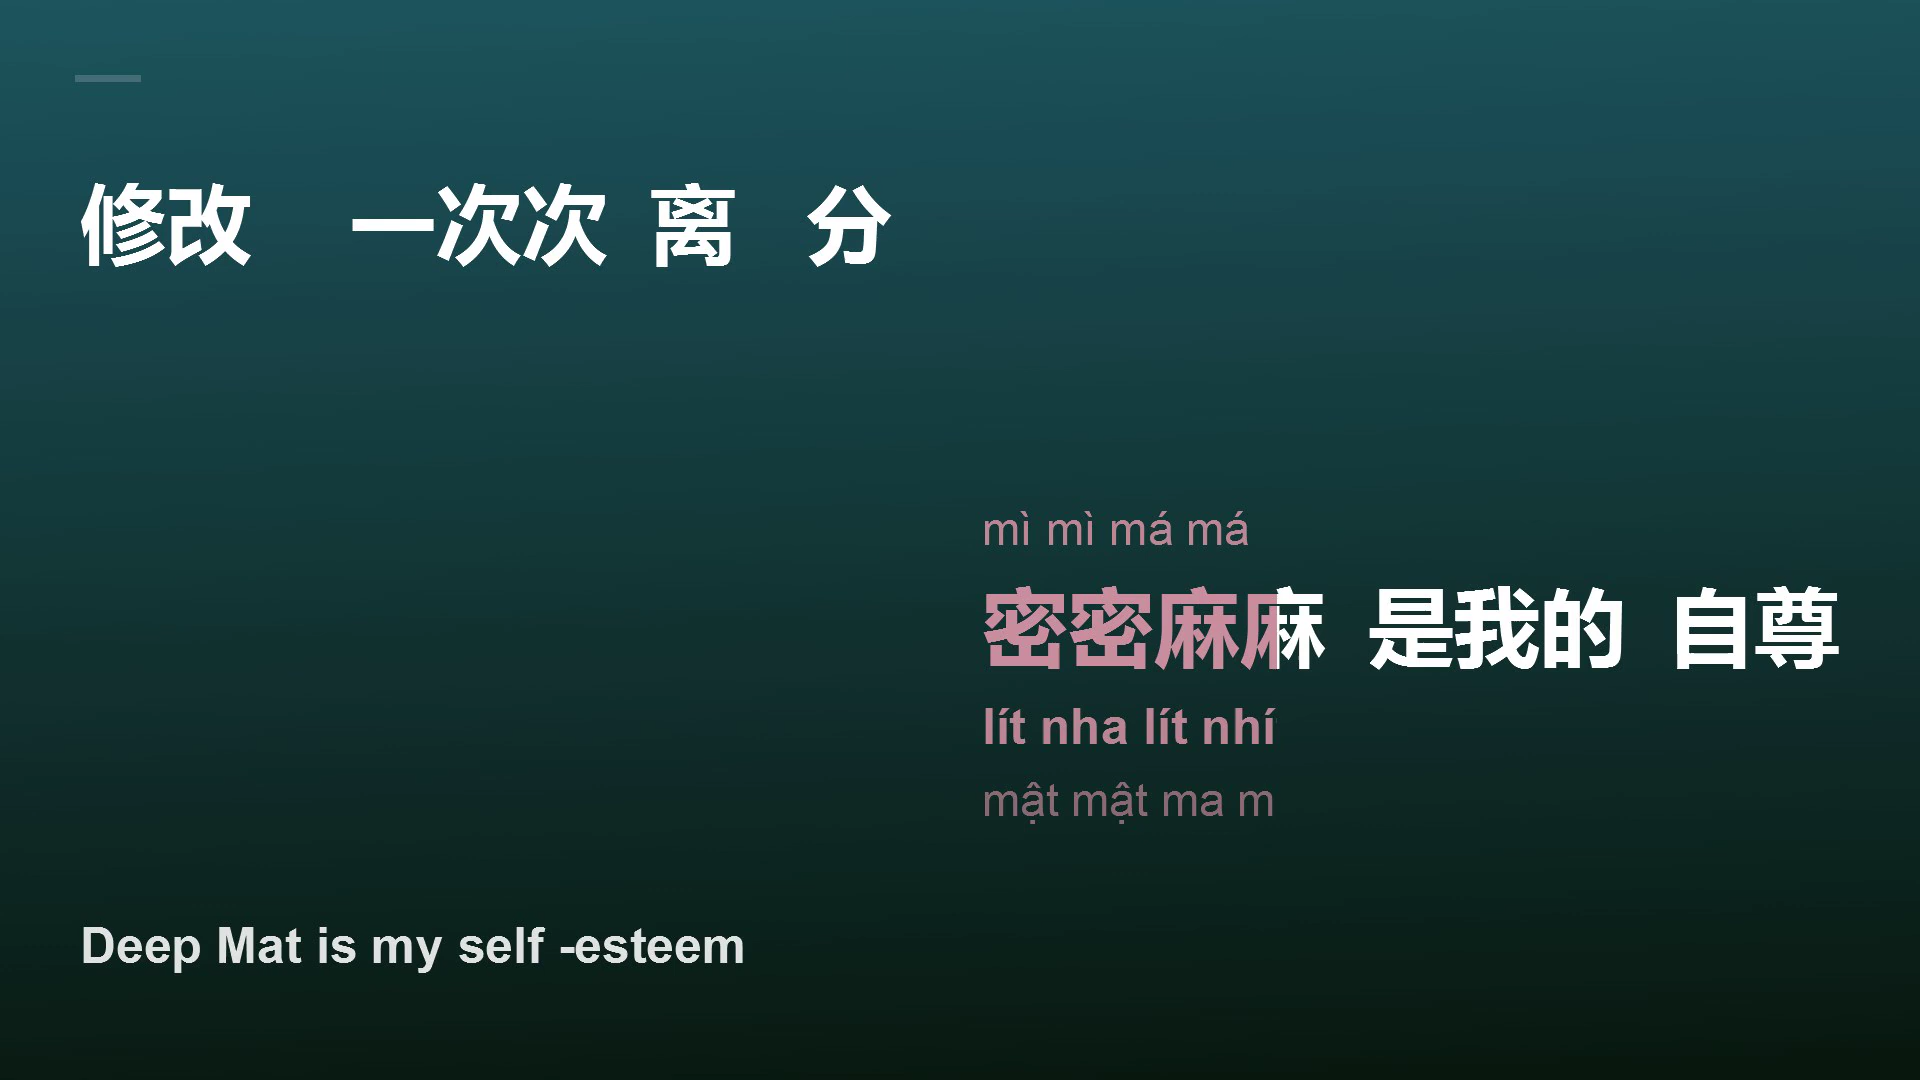 修改 一次次 离 分
mì mì má má
密密麻麻 是我的 自尊
lít nha lít nhí
mật mật ma m
Deep Mat is my self -esteem